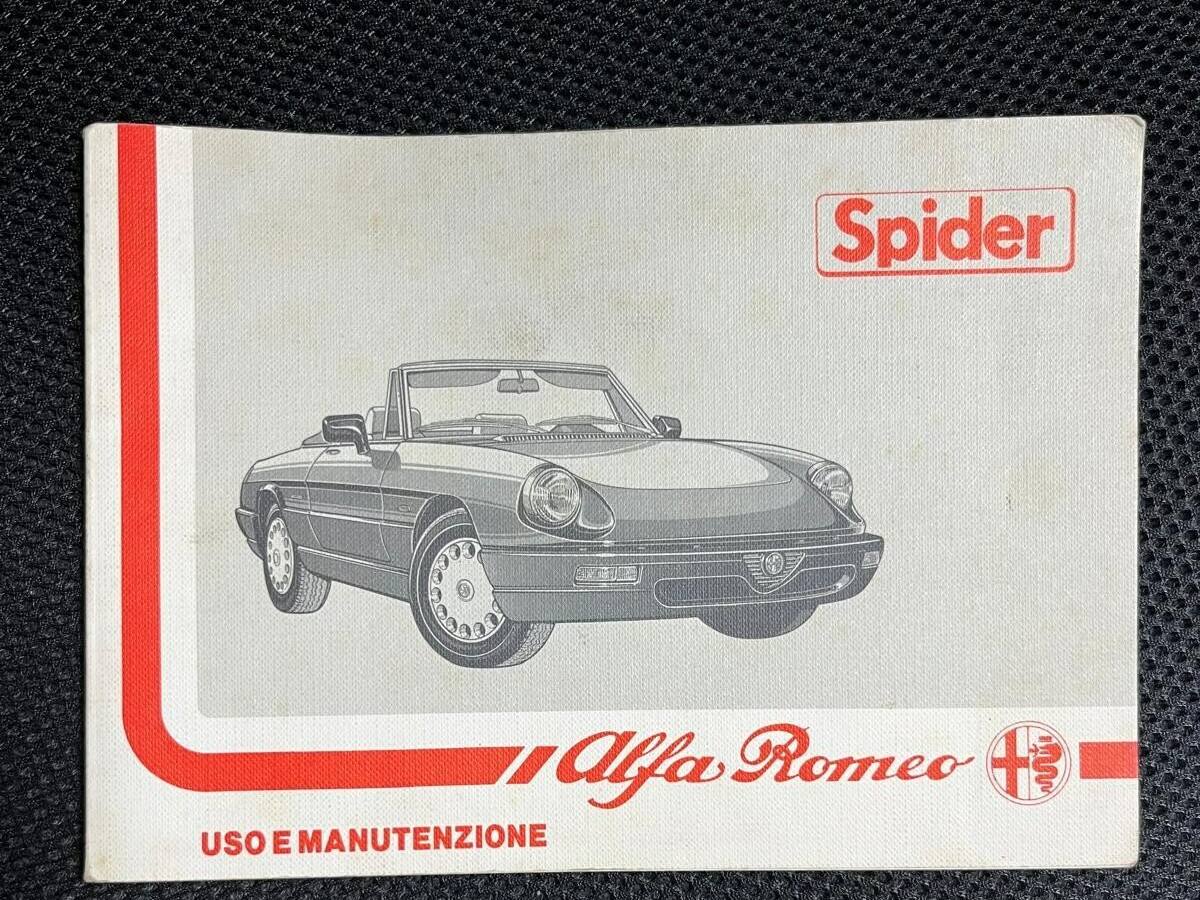 Spider
Alfa Romeo
USO E MANUTENZIONE